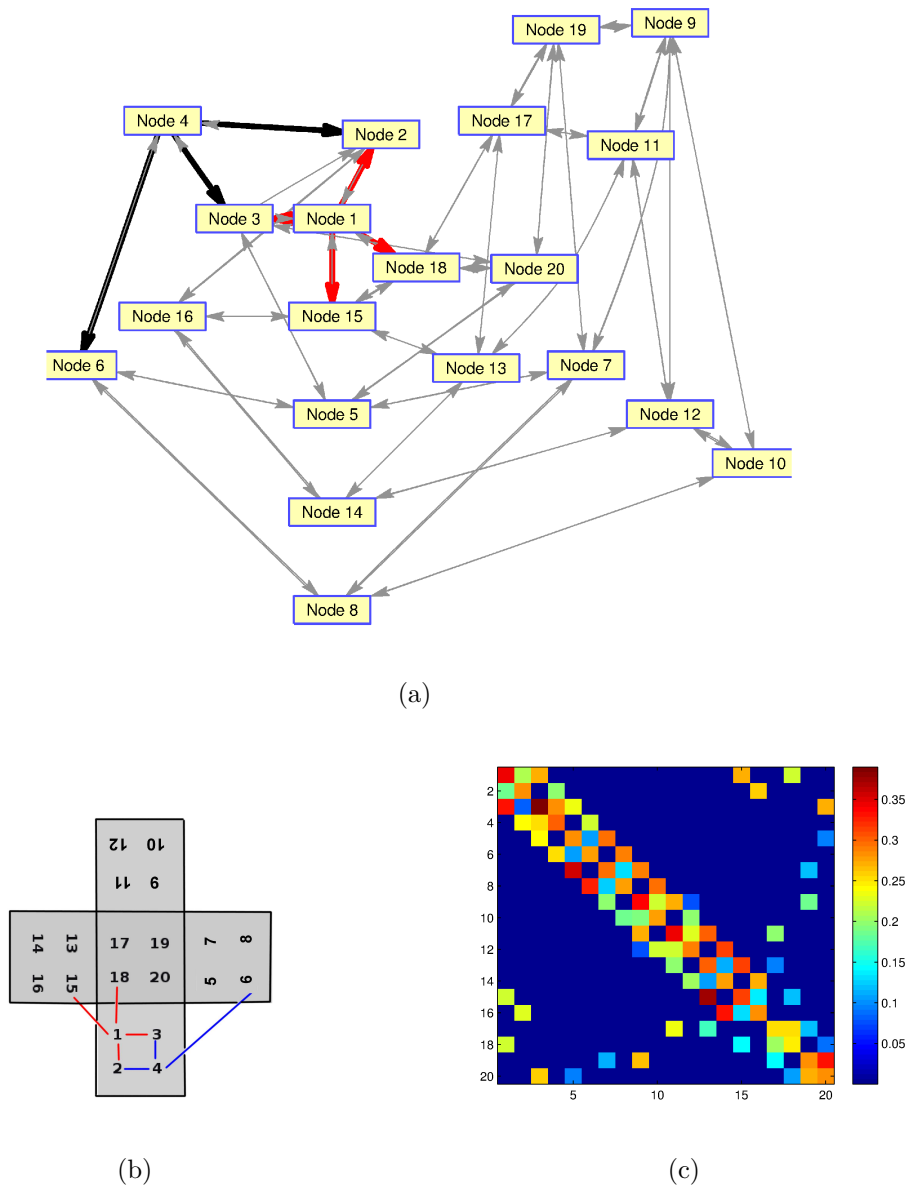 Node 19
Node 9
Node 4
Node 2
Node 17
Node 11
Node 3
Node 1
Node 18
Node 20
Node 16
Node 15
Node 6
Node 13
Node 7
Node 5
Node 12
Node 10
Node 14
Node 8
(a)
12 10
11 9
14 13 17 19 7 8
16 15 18 20 5 6
1 3
2 4
(b)
2
4
6
8
10
12
14
16
18
20
5 10 15 20
0.35
0.3
0.25
0.2
0.15
0.1
0.05
(c)